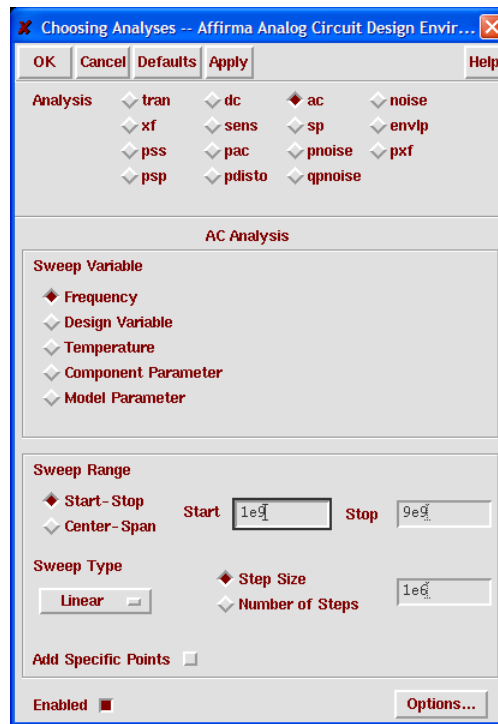 Choosing Analyses -- Affirma Analog Circuit Design Envir...
OK Cancel Defaults Apply Help
Analysis tran dc ac noise
xf sens sp envlp
pss pac pnoise pxf
psp pdisto qpnoise
AC Analysis
Sweep Variable
Frequency
Design Variable
Temperature
Component Parameter
Model Parameter
Sweep Range
Start-Stop Start 1e9 Stop 9e9
Center-Span
Sweep Type
Linear Step Size 1e6
Number of Steps
Add Specific Points
Enabled Options...